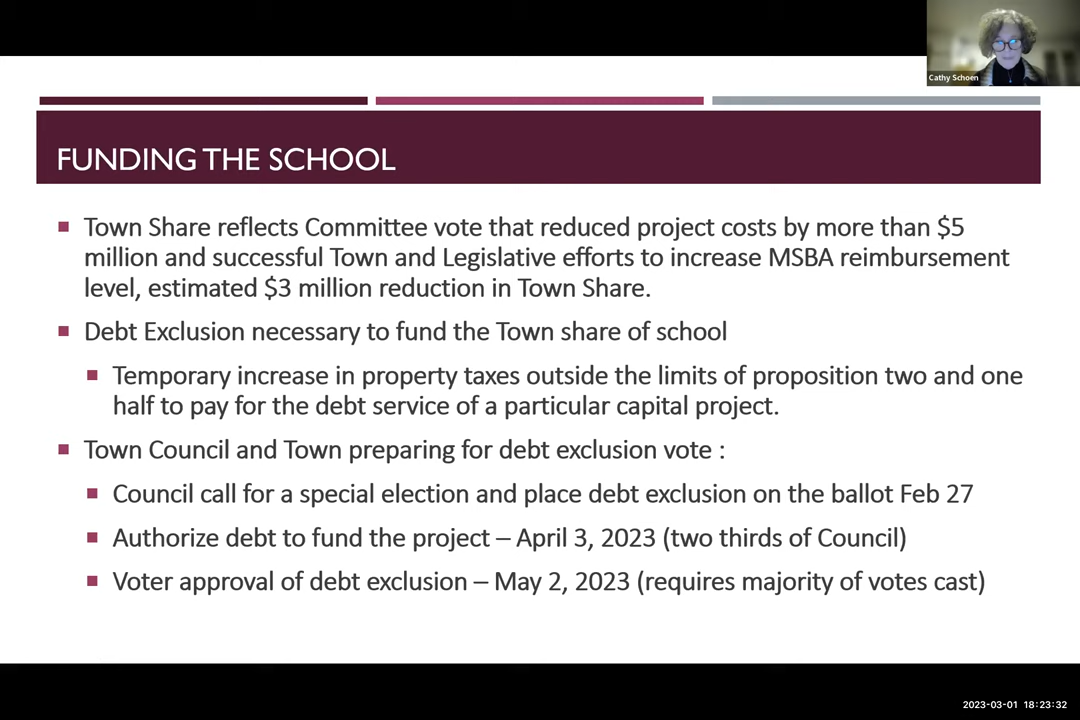 Cathy Schoen
FUNDING THE SCHOOL
Town Share reflects Committee vote that reduced project costs by more than $5
million and successful Town and Legislative efforts to increase MSBA reimbursement
level, estimated $3 million reduction in Town Share.
Debt Exclusion necessary to fund the Town share of school
Temporary increase in property taxes outside the limits of proposition two and one
half to pay for the debt service of a particular capital project.
Town Council and Town preparing for debt exclusion vote :
Council call for a special election and place debt exclusion on the ballot Feb 27
Authorize debt to fund the project – April 3, 2023 (two thirds of Council)
Voter approval of debt exclusion – May 2, 2023 (requires majority of votes cast)
2023-03-01 18:23:32